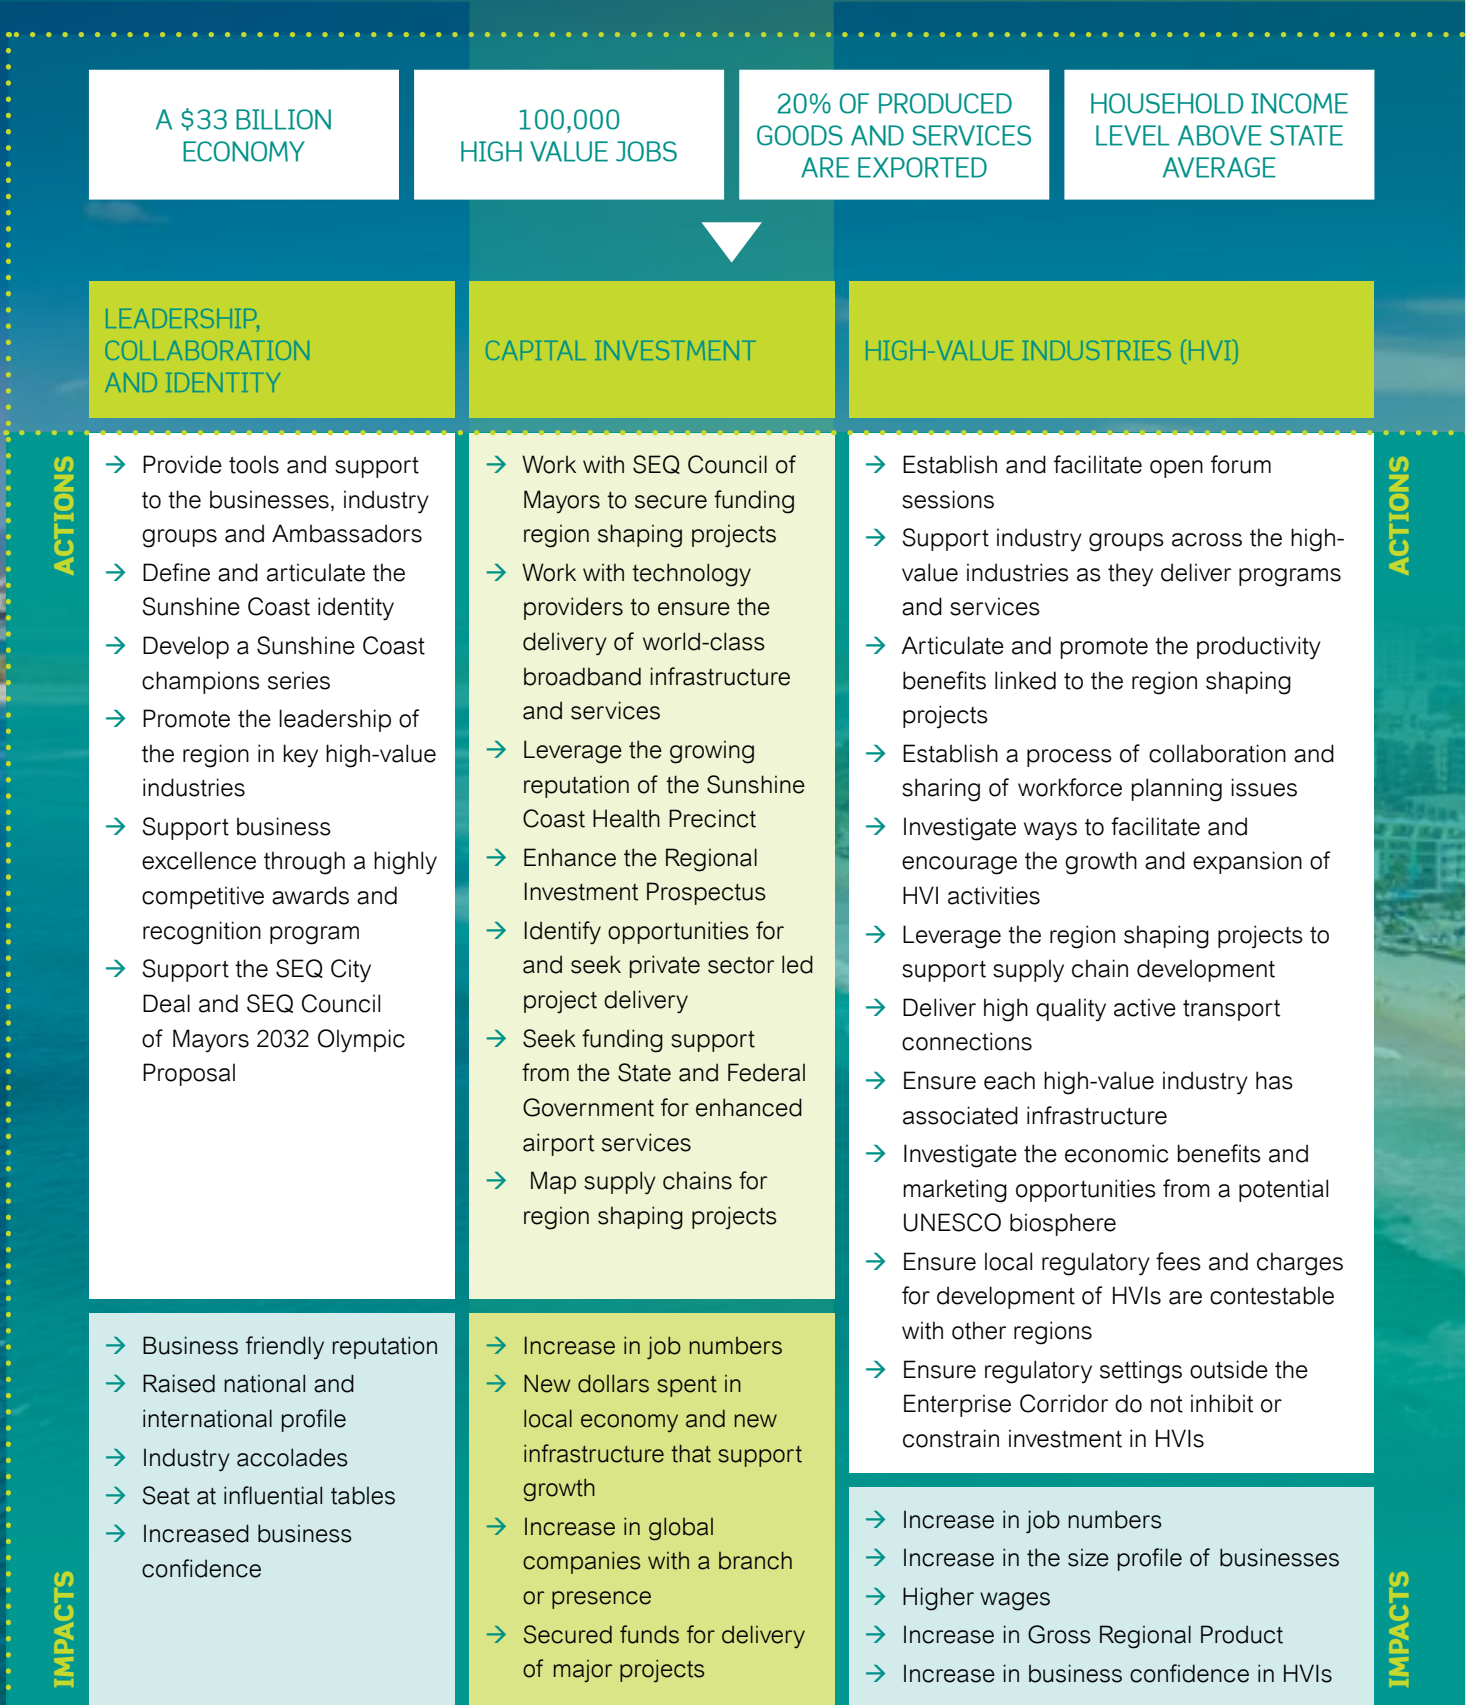 A $33 BILLION
ECONOMY
100,000
HIGH VALUE JOBS
20% OF PRODUCED
GOODS AND SERVICES
ARE EXPORTED
HOUSEHOLD INCOME
LEVEL ABOVE STATE
AVERAGE
LEADERSHIP,
COLLABORATION
AND IDENTITY
CAPITAL INVESTMENT
HIGH-VALUE INDUSTRIES (HVI)
ACTIONS
→ Provide tools and support
to the businesses, industry
groups and Ambassadors
→ Define and articulate the
Sunshine Coast identity
→ Develop a Sunshine Coast
champions series
→ Promote the leadership of
the region in key high-value
industries
→ Support business
excellence through a highly
competitive awards and
recognition program
→ Support the SEQ City
Deal and SEQ Council
of Mayors 2032 Olympic
Proposal
→ Work with SEQ Council of
Mayors to secure funding
region shaping projects
→ Work with technology
providers to ensure the
delivery of world-class
broadband infrastructure
and services
→ Leverage the growing
reputation of the Sunshine
Coast Health Precinct
→ Enhance the Regional
Investment Prospectus
→ Identify opportunities for
and seek private sector led
project delivery
→ Seek funding support
from the State and Federal
Government for enhanced
airport services
→ Map supply chains for
region shaping projects
→ Establish and facilitate open forum
sessions
→ Support industry groups across the high-
value industries as they deliver programs
and services
→ Articulate and promote the productivity
benefits linked to the region shaping
projects
→ Establish a process of collaboration and
sharing of workforce planning issues
→ Investigate ways to facilitate and
encourage the growth and expansion of
HVI activities
→ Leverage the region shaping projects to
support supply chain development
→ Deliver high quality active transport
connections
→ Ensure each high-value industry has
associated infrastructure
→ Investigate the economic benefits and
marketing opportunities from a potential
UNESCO biosphere
→ Ensure local regulatory fees and charges
for development of HVIs are contestable
with other regions
→ Ensure regulatory settings outside the
Enterprise Corridor do not inhibit or
constrain investment in HVIs
ACTIONS
IMPACTS
→ Business friendly reputation
→ Raised national and
international profile
→ Industry accolades
→ Seat at influential tables
→ Increased business
confidence
→ Increase in job numbers
→ New dollars spent in
local economy and new
infrastructure that support
growth
→ Increase in global
companies with a branch
or presence
→ Secured funds for delivery
of major projects
→ Increase in job numbers
→ Increase in the size profile of businesses
→ Higher wages
→ Increase in Gross Regional Product
→ Increase in business confidence in HVIs
IMPACTS